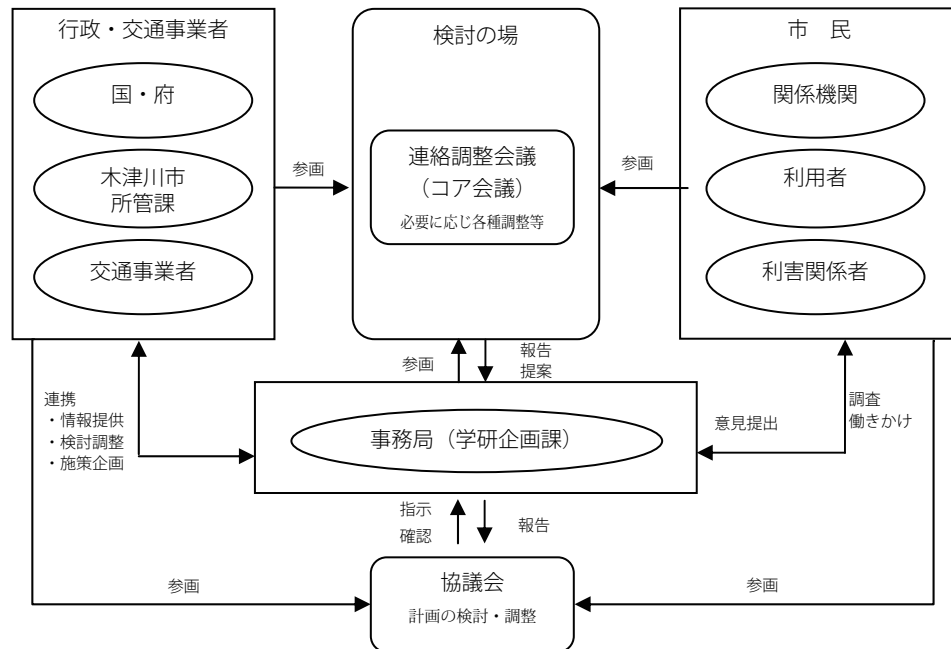 行政・交通事業者
国・府
木津川市
所管課
交通事業者
参画
検討の場
連絡調整会議
（コア会議）
必要に応じ各種調整等
参画
市　民
関係機関
利用者
利害関係者
連携
・情報提供
・検討調整
・施策企画
参画
報告
提案
事務局（学研企画課）
意見提出
調査
働きかけ
指示
確認
報告
参画
協議会
計画の検討・調整
参画